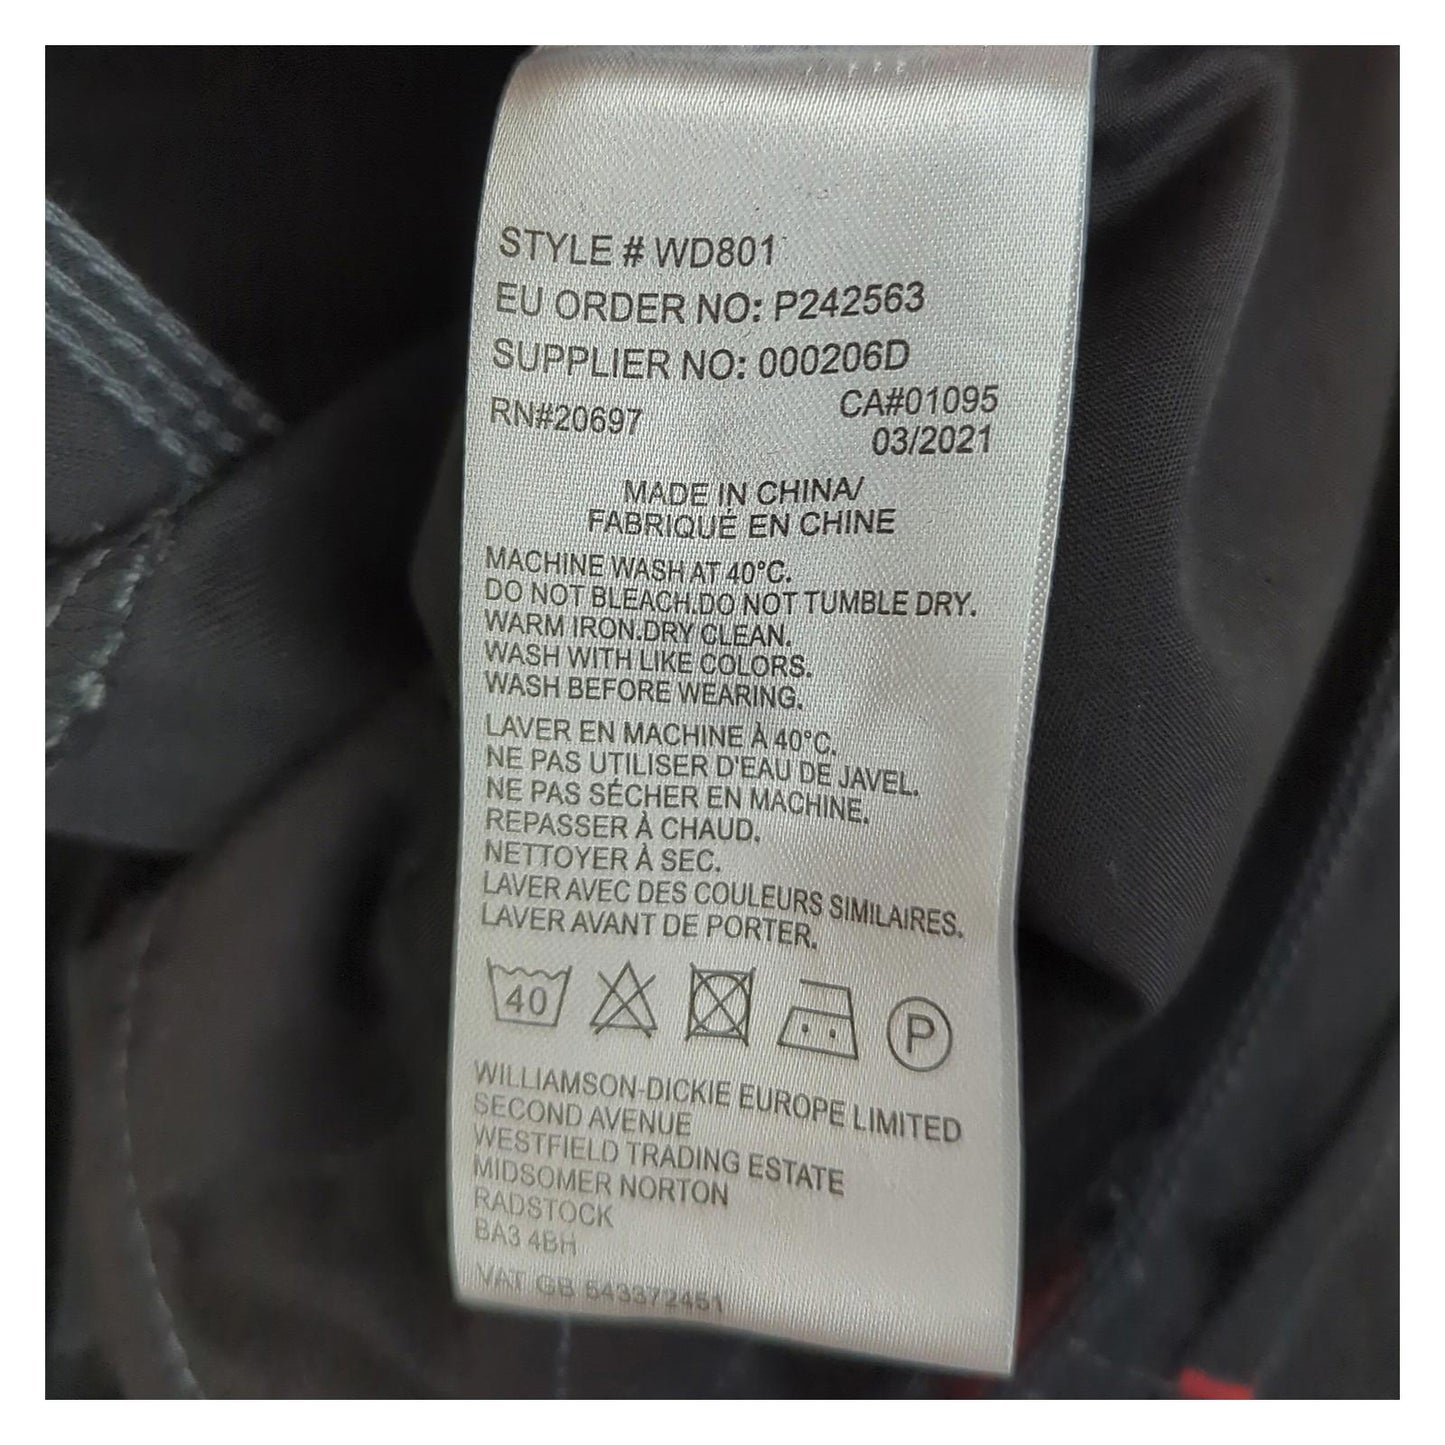 STYLE # WD801
EU ORDER NO: P242563
SUPPLIER NO: 000206D
RN#20697
CA#01095
03/2021
MADE IN CHINA/
FABRIQUÉ EN CHINE
MACHINE WASH AT 40°C.
DO NOT BLEACH.DO NOT TUMBLE DRY.
WARM IRON.DRY CLEAN.
WASH WITH LIKE COLORS.
WASH BEFORE WEARING.
LAVER EN MACHINE À 40°C.
NE PAS UTILISER D'EAU DE JAVEL.
NE PAS SÉCHER EN MACHINE.
REPASSER À CHAUD.
NETTOYER À SEC.
LAVER AVEC DES COULEURS SIMILAIRES.
LAVER AVANT DE PORTER.
40 P
WILLIAMSON-DICKIE EUROPE LIMITED
SECOND AVENUE
WESTFIELD TRADING ESTATE
MIDSOMER NORTON
RADSTOCK
BA3 4BH
VAT GB 543372451